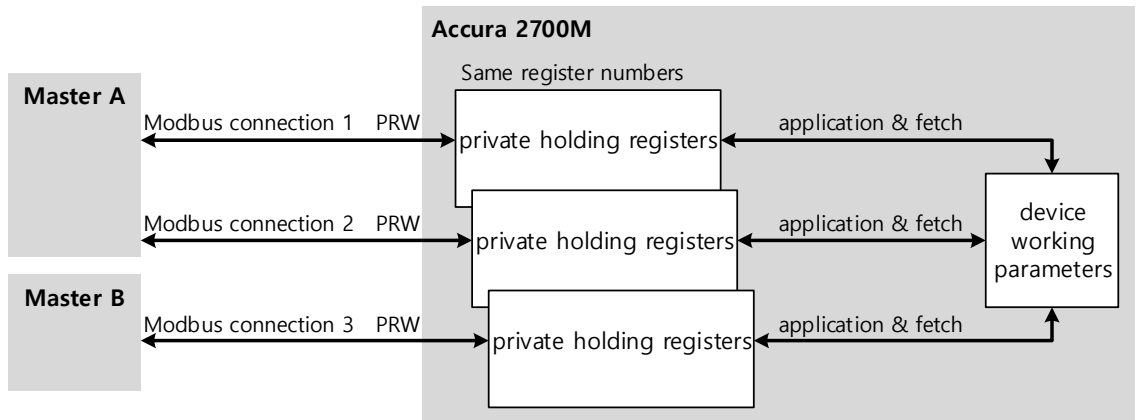 Accura 2700M
Same register numbers
Master A
Modbus connection 1 PRW
private holding registers
application & fetch
Modbus connection 2 PRW
private holding registers
application & fetch
device
working
parameters
Master B
Modbus connection 3 PRW
private holding registers
application & fetch